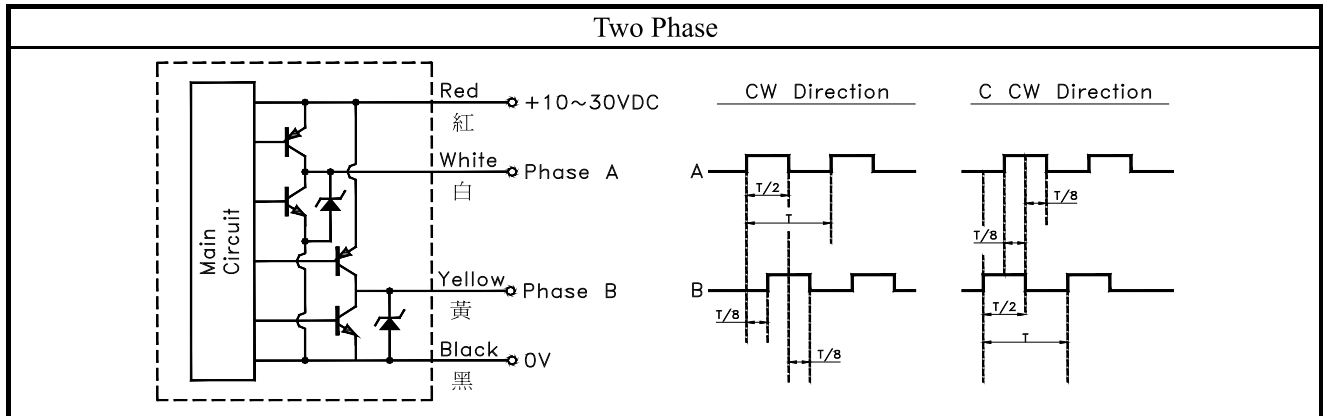 Two Phase
Main
Circuit
Red
紅
+10~30VDC
White
白
Phase A
Yellow
黃
Phase B
Black
黑
0V
CW Direction
A
T/2
T
B
T/8
T/8
C CW Direction
T/8
T/8
T/2
T